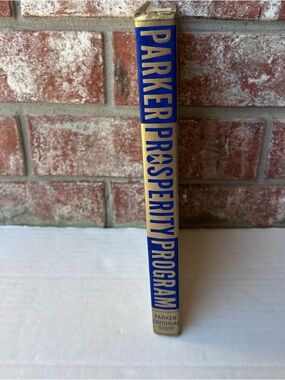 PARKER PROSPERITY PROGRAM
PARKER
EDITORIAL
STAFF